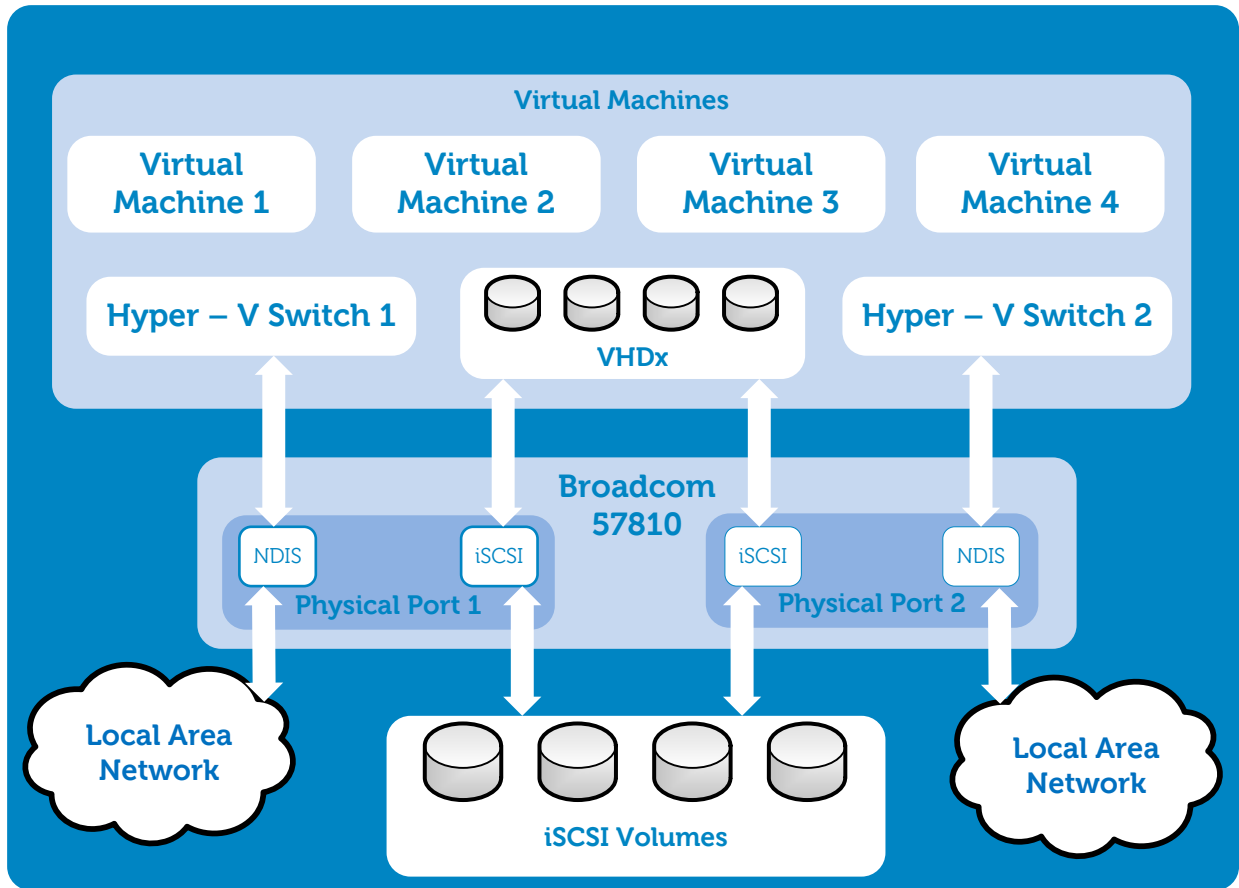 Virtual Machines
Virtual
Machine 1
Virtual
Machine 2
Virtual
Machine 3
Virtual
Machine 4
Hyper – V Switch 1
VHDx
Hyper – V Switch 2
Broadcom
57810
NDIS
iSCSI
Physical Port 1
iSCSI
NDIS
Physical Port 2
Local Area
Network
iSCSI Volumes
Local Area
Network